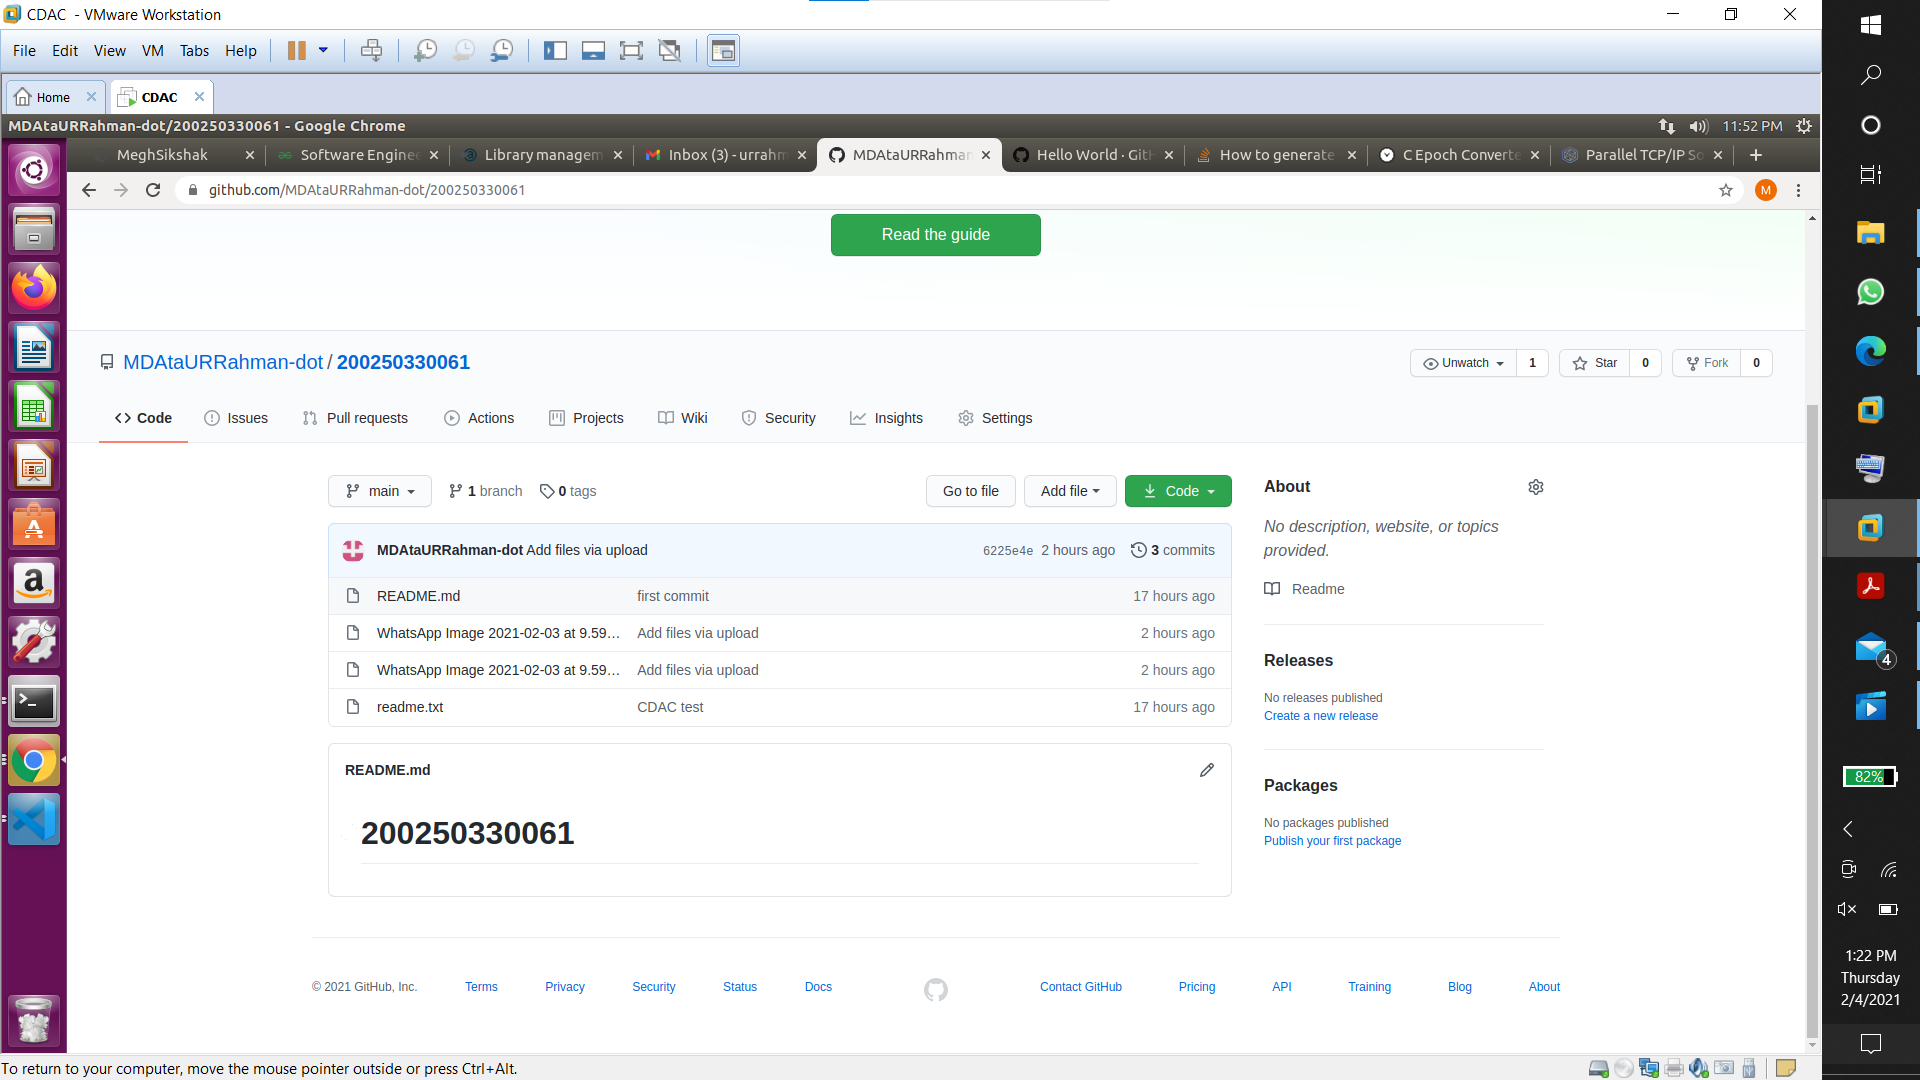 CDAC - VMware Workstation
File Edit View VM Tabs Help
Home CDAC
MDAtaURRahman-dot/200250330061 - Google Chrome
11:52 PM
MeghSikshak
Software Enginee
Library managem
Inbox (3) - urrahm
MDAtaURRahman
Hello World · GitH
How to generate
C Epoch Converte
Parallel TCP/IP So
github.com/MDAtaURRahman-dot/200250330061
M
Read the guide
MDAtaURRahman-dot / 200250330061
Unwatch 1 Star 0 Fork 0
Code Issues Pull requests Actions Projects Wiki Security Insights Settings
main 1 branch 0 tags Go to file Add file Code
MDAtaURRahman-dot Add files via upload 6225e4e 2 hours ago 3 commits
README.md first commit 17 hours ago
WhatsApp Image 2021-02-03 at 9.59... Add files via upload 2 hours ago
WhatsApp Image 2021-02-03 at 9.59... Add files via upload 2 hours ago
readme.txt CDAC test 17 hours ago
README.md
200250330061
About
No description, website, or topics
provided.
Readme
Releases
No releases published
Create a new release
Packages
No packages published
Publish your first package
© 2021 GitHub, Inc. Terms Privacy Security Status Docs Contact GitHub Pricing API Training Blog About
To return to your computer, move the mouse pointer outside or press Ctrl+Alt.
4
82%
1:22 PM
Thursday
2/4/2021